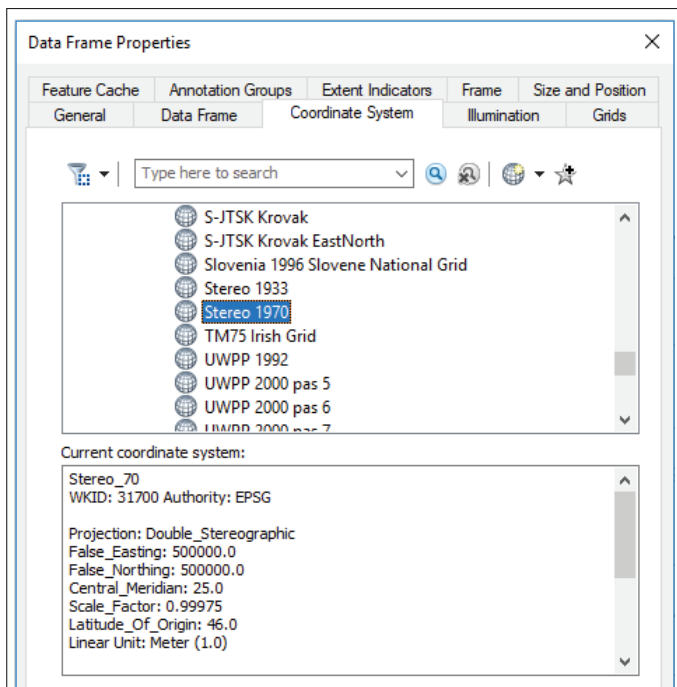 Data Frame Properties
Feature Cache Annotation Groups Extent Indicators Frame Size and Position
General Data Frame Coordinate System Illumination Grids
Type here to search
S-JTSK Krovak
S-JTSK Krovak EastNorth
Slovenia 1996 Slovene National Grid
Stereo 1933
Stereo 1970
TM75 Irish Grid
UWPP 1992
UWPP 2000 pas 5
UWPP 2000 pas 6
UWPP 2000 pas 7
Current coordinate system:
Stereo_70
WKID: 31700 Authority: EPSG
Projection: Double_Stereographic
False_Easting: 500000.0
False_Northing: 500000.0
Central_Meridian: 25.0
Scale_Factor: 0.99975
Latitude_Of_Origin: 46.0
Linear Unit: Meter (1.0)